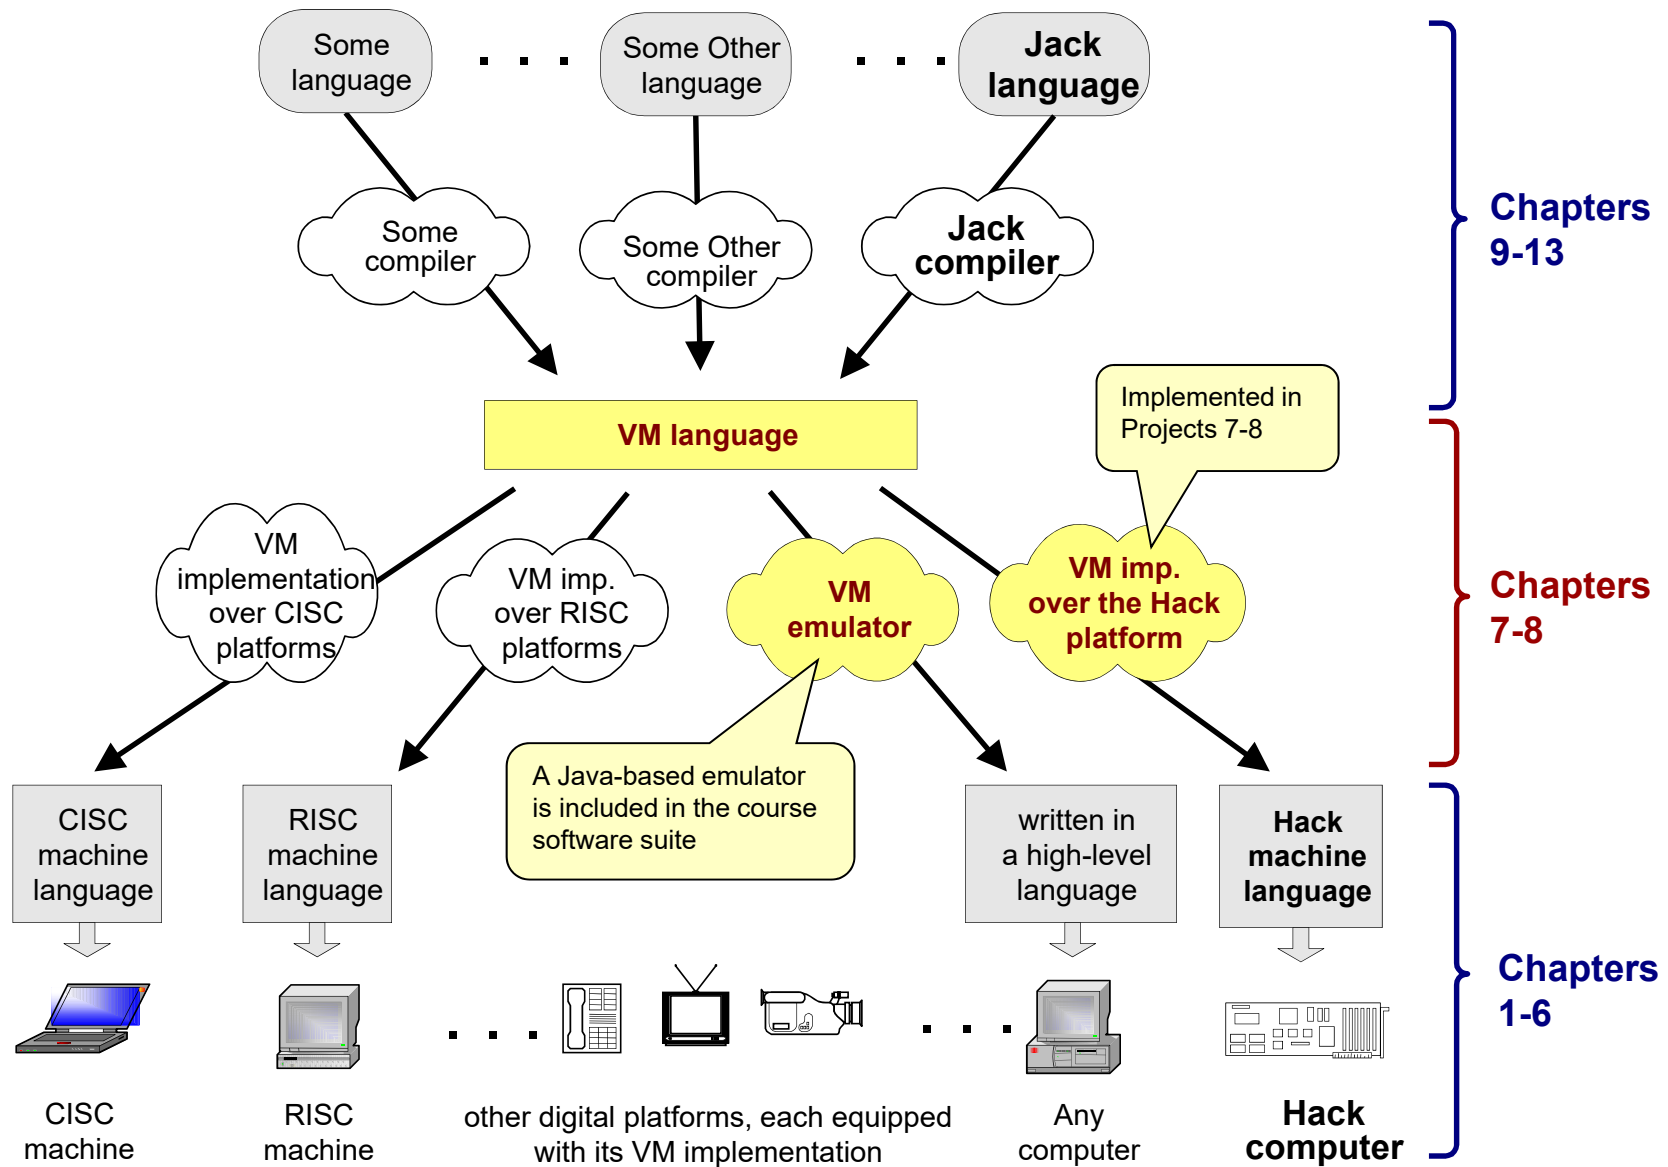 Some
language
Some Other
language
Jack
language
Some
compiler
Some Other
compiler
Jack
compiler
Chapters
9-13
VM language
Implemented in
Projects 7-8
VM
implementation
over CISC
platforms
VM imp.
over RISC
platforms
VM
emulator
VM imp.
over the Hack
platform
Chapters
7-8
A Java-based emulator
is included in the course
software suite
CISC
machine
language
RISC
machine
language
written in
a high-level
language
Hack
machine
language
Chapters
1-6
CISC
machine
RISC
machine
other digital platforms, each equipped
with its VM implementation
Any
computer
Hack
computer